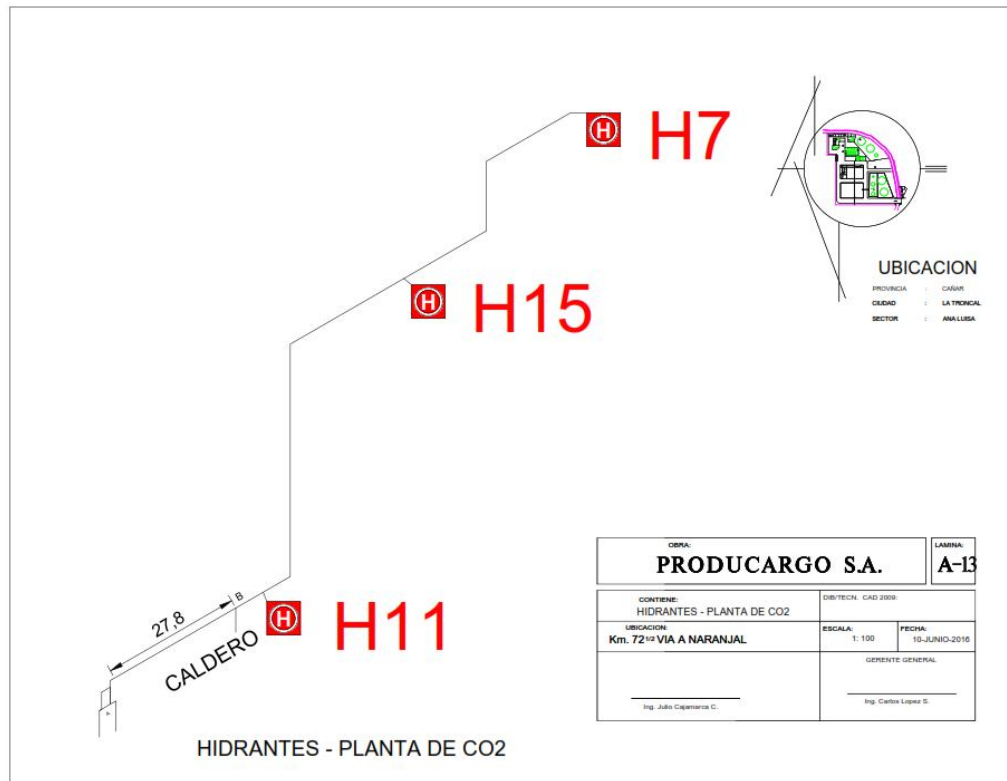 H
H7
H
H15
UBICACION
PROVINCIA : CAÑAR
CIUDAD : LA TRONCAL
SECTOR : ANA LUISA
27,8
B
H
H11
CALDERO
A
HIDRANTES - PLANTA DE CO2
OBRA:
PRODUCARGO S.A.
LAMINA:
A-13
CONTIENE:
HIDRANTES - PLANTA DE CO2
DIB/TECN. CAD 2009:
UBICACION:
Km. 72 1/2 VIA A NARANJAL
ESCALA:
1: 100
FECHA:
10-JUNIO-2016
GERENTE GENERAL
Ing. Julio Cajamarca C.
Ing. Carlos Lopez S.